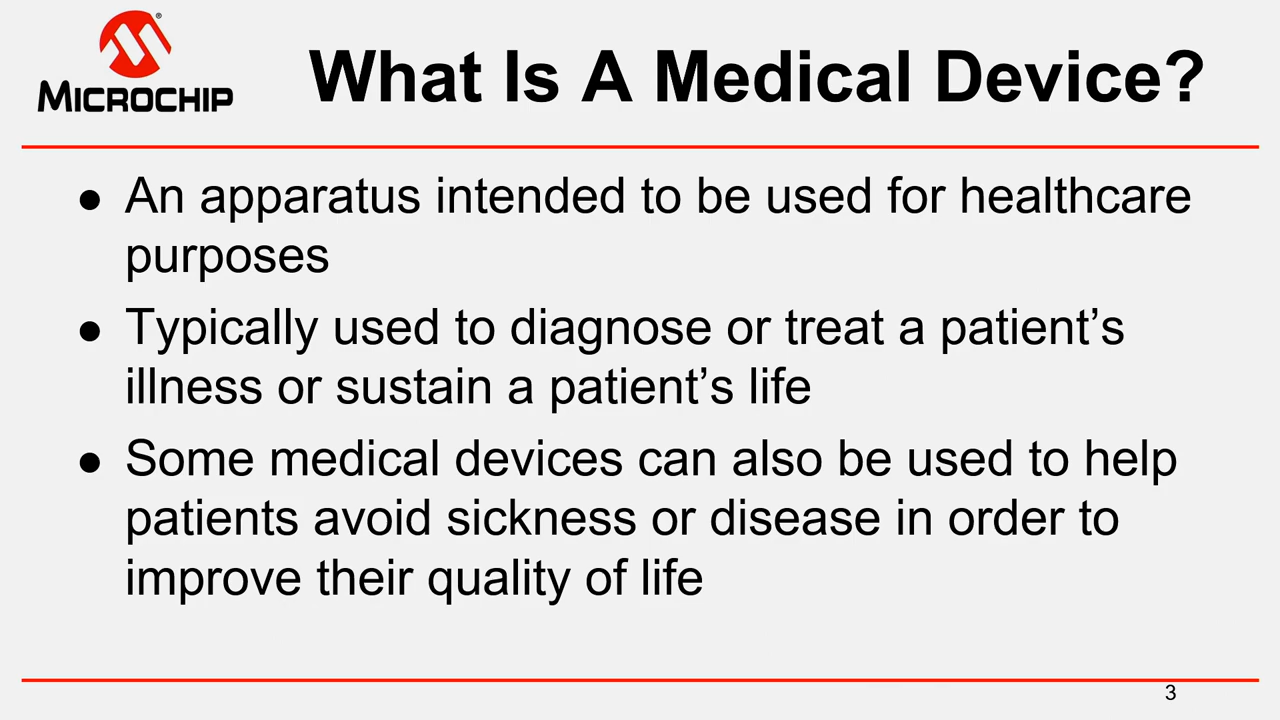 MICROCHIP
What Is A Medical Device?
● An apparatus intended to be used for healthcare
purposes
● Typically used to diagnose or treat a patient’s
illness or sustain a patient’s life
● Some medical devices can also be used to help
patients avoid sickness or disease in order to
improve their quality of life
3